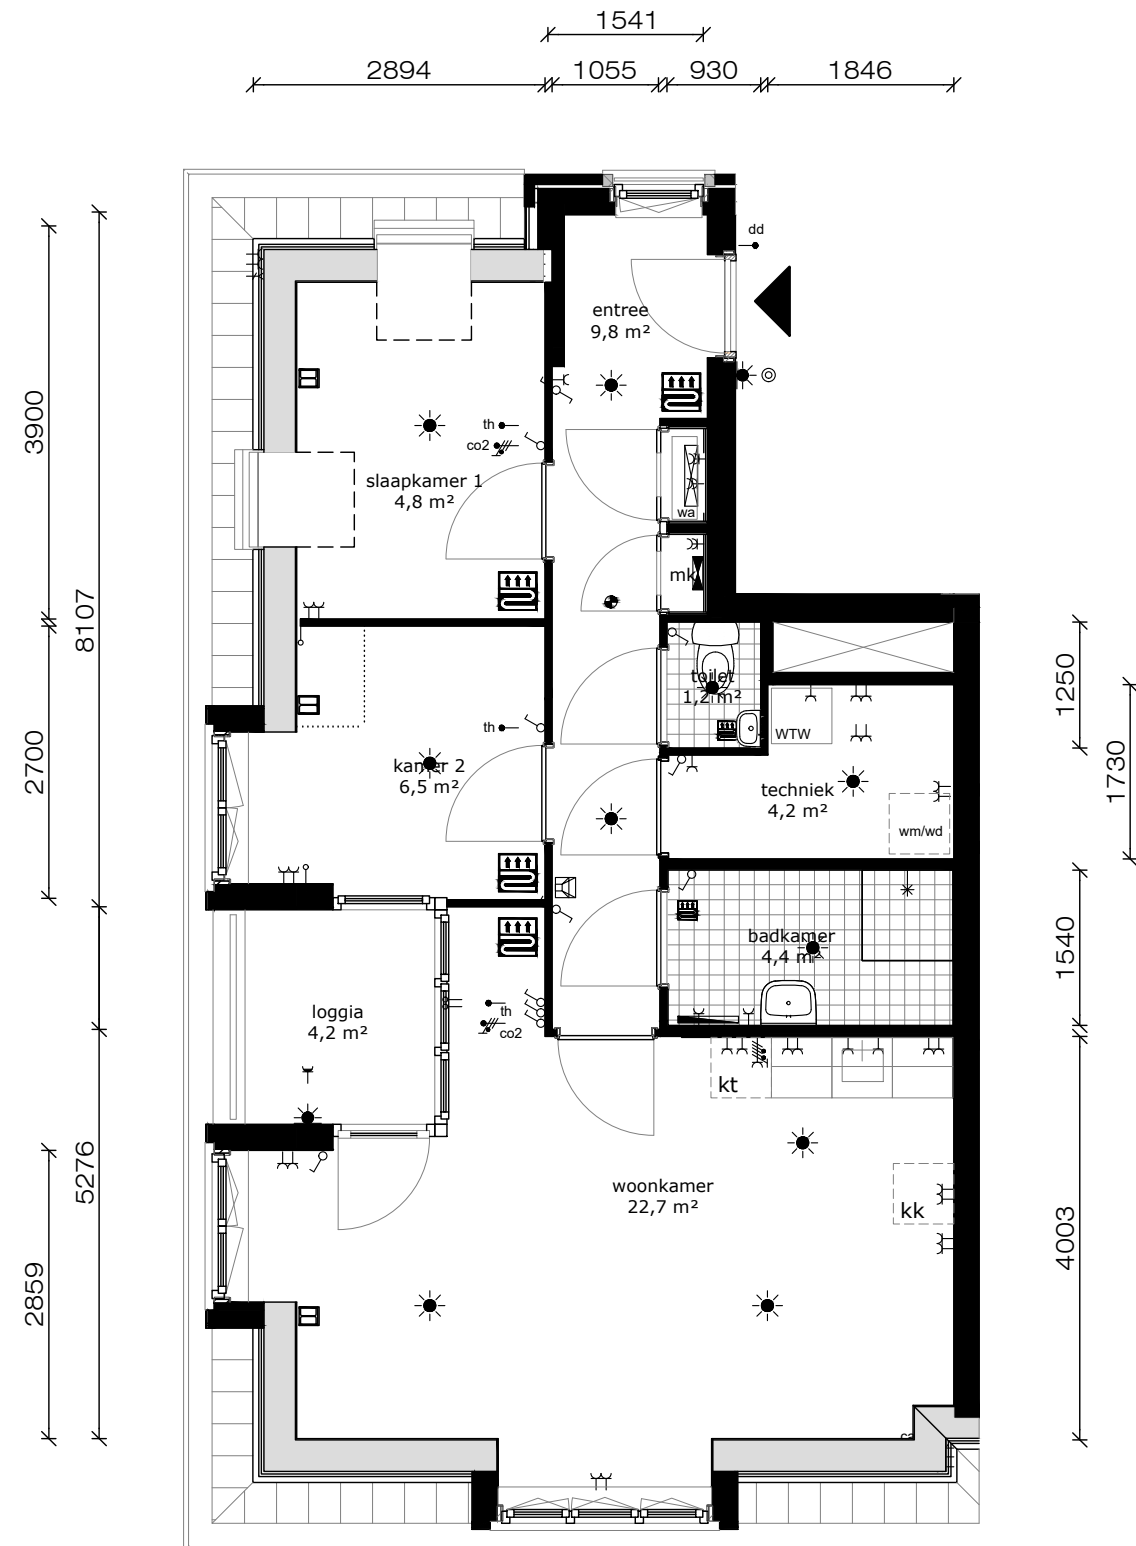 1541
2894
1055
930
1846
dd
entree
9,8 m²
3900
th
co2
slaapkamer 1
4,8 m²
wa
mk
8107
toilet
1,2 m²
1250
th
WTW
2700
kamer 2
6,5 m²
1730
techniek
4,2 m²
wm/wd
badkamer
4,4 m²
1540
loggia
4,2 m²
th
co2
kt
5276
woonkamer
22,7 m²
kk
4003
2859